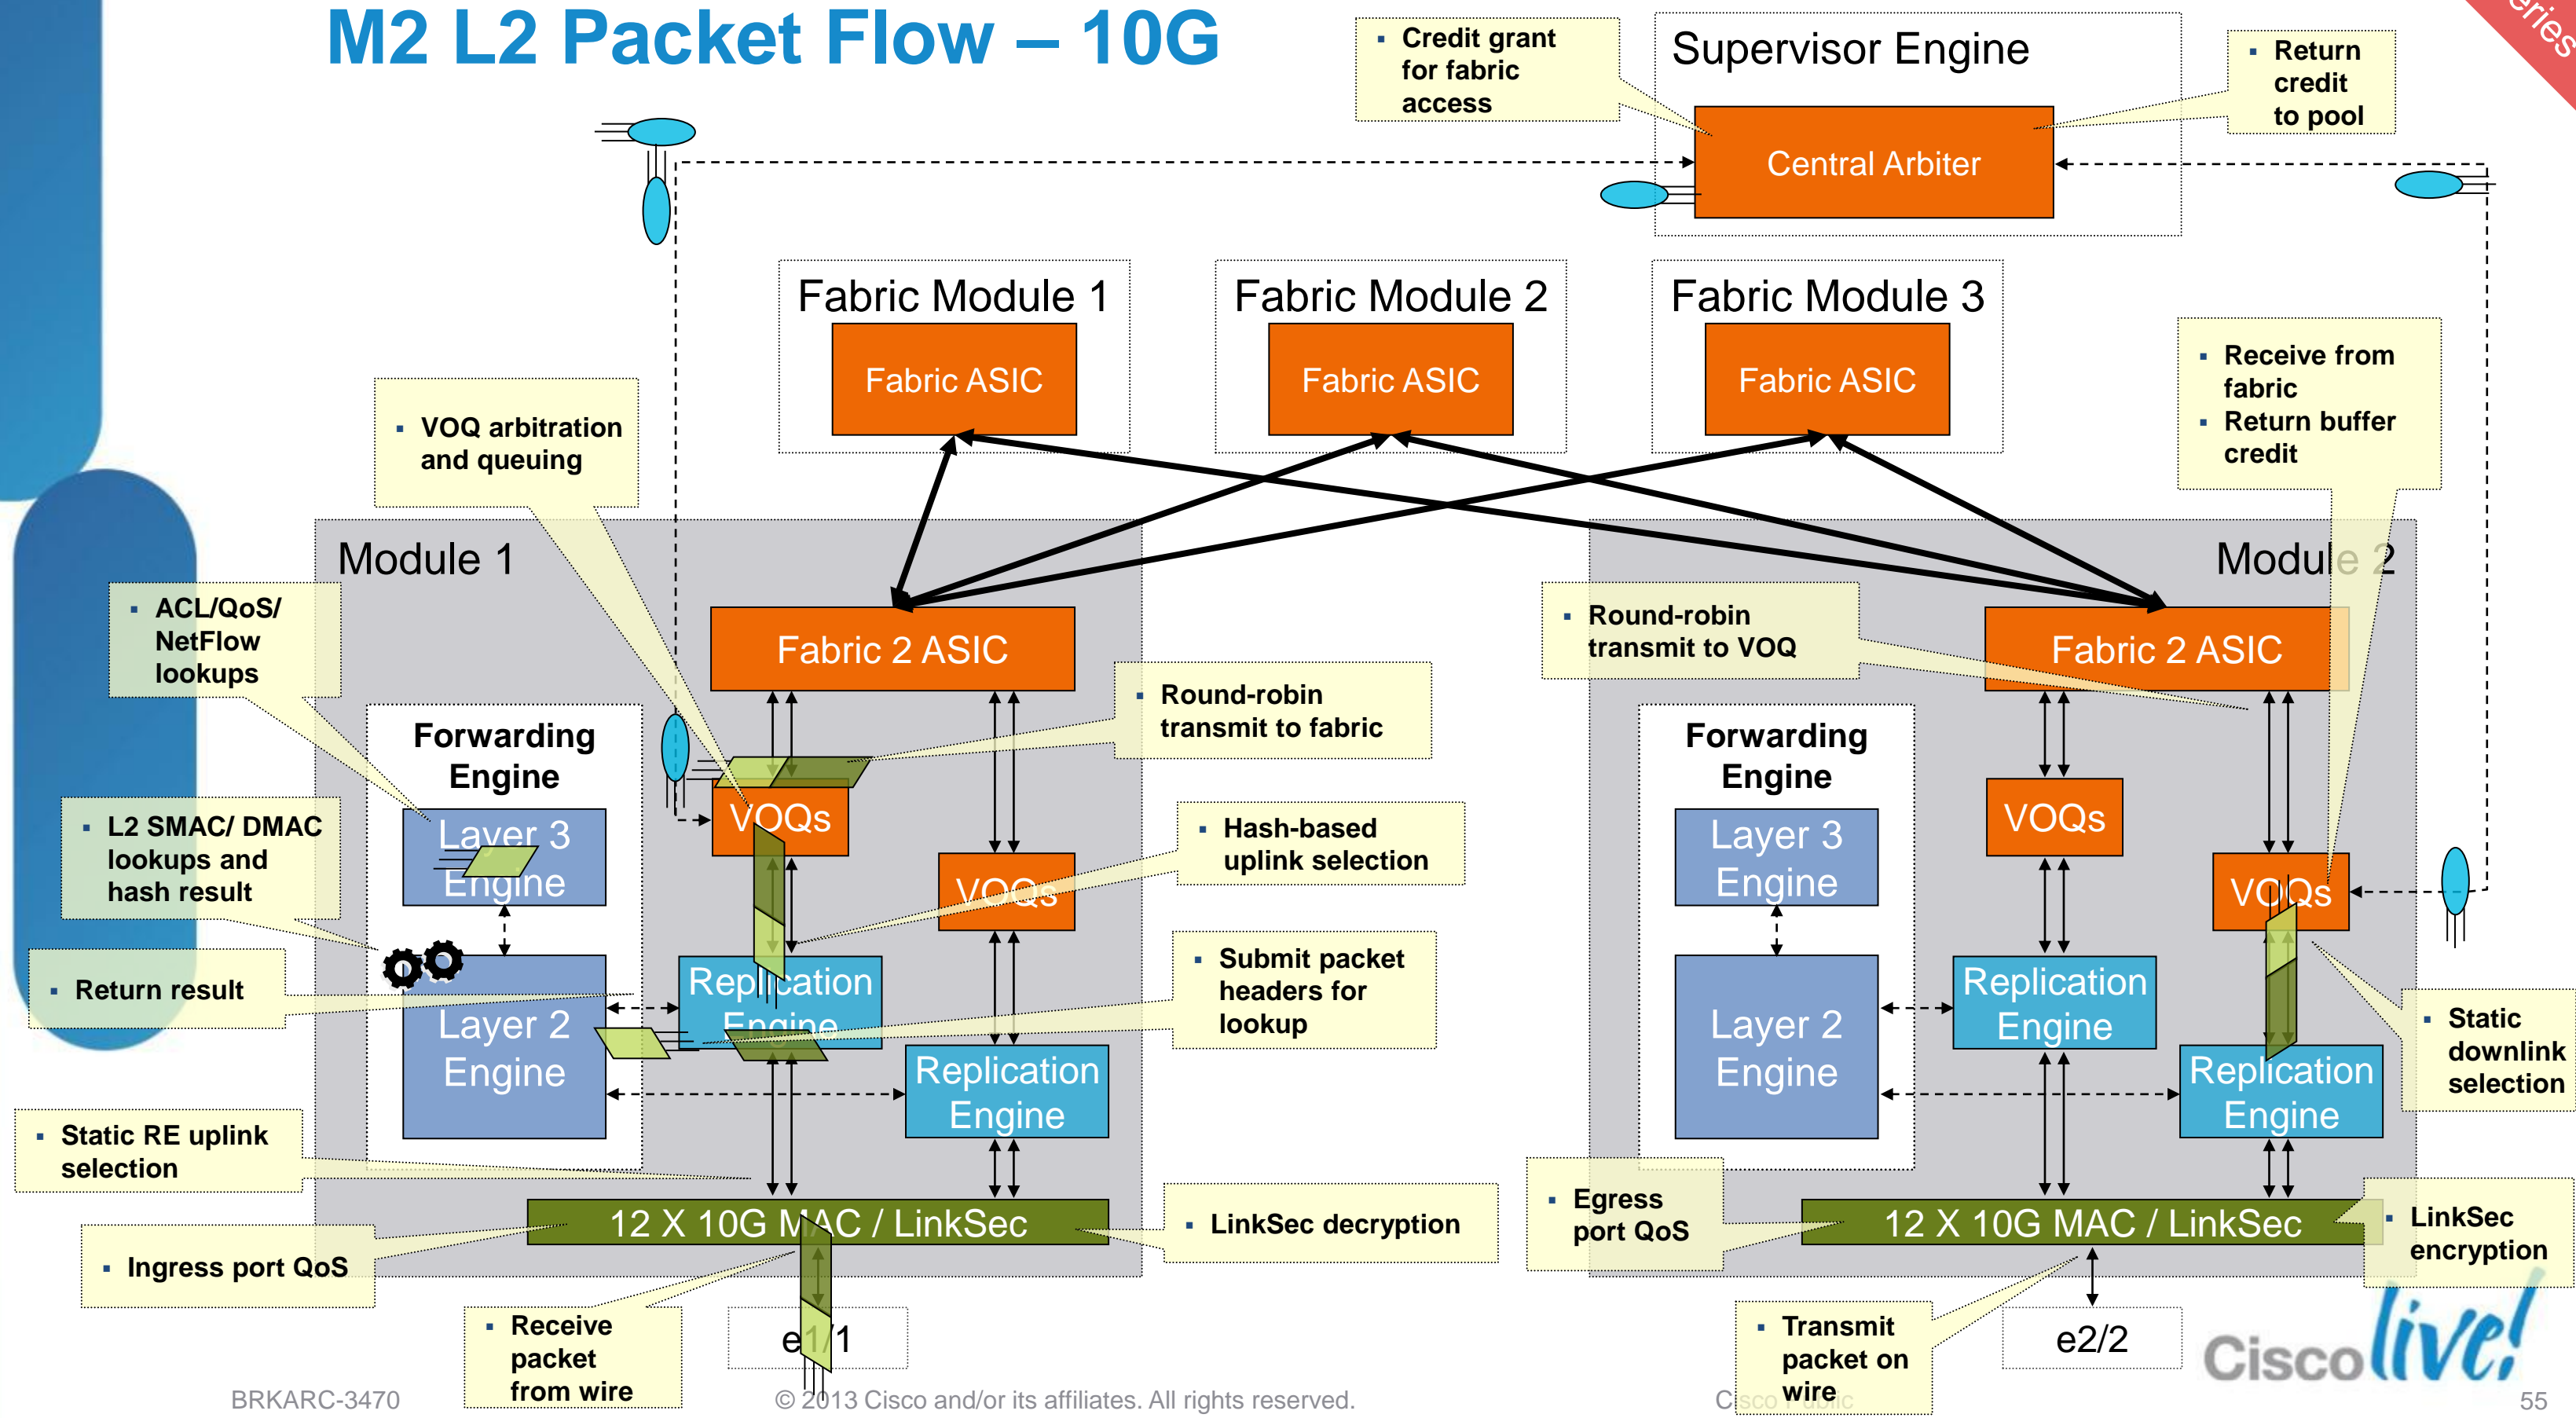 M2 L2 Packet Flow – 10G
Credit grant
for fabric
access
Supervisor Engine
Central Arbiter
Return
credit
to pool
Fabric Module 1
Fabric ASIC
Fabric Module 2
Fabric ASIC
Fabric Module 3
Fabric ASIC
VOQ arbitration
and queuing
Receive from
fabric
Return buffer
credit
Module 1
ACL/QoS/
NetFlow
lookups
Fabric 2 ASIC
Round-robin
transmit to fabric
Forwarding
Engine
L2 SMAC/ DMAC
lookups and
hash result
Layer 3
Engine
VOQs
VOQs
Hash-based
uplink selection
Return result
Layer 2
Engine
Replication
Engine
Submit packet
headers for
lookup
Replication
Engine
Static RE uplink
selection
12 X 10G MAC / LinkSec
LinkSec decryption
Ingress port QoS
Receive
packet
from wire
e1/1
Module 2
Round-robin
transmit to VOQ
Fabric 2 ASIC
Forwarding
Engine
Layer 3
Engine
VOQs
VOQs
Layer 2
Engine
Replication
Engine
Replication
Engine
Static
downlink
selection
Egress
port QoS
12 X 10G MAC / LinkSec
LinkSec
encryption
Transmit
packet on
wire
e2/2
Cisco live!
BRKARC-3470
© 2013 Cisco and/or its affiliates. All rights reserved.
Cisco Public
55